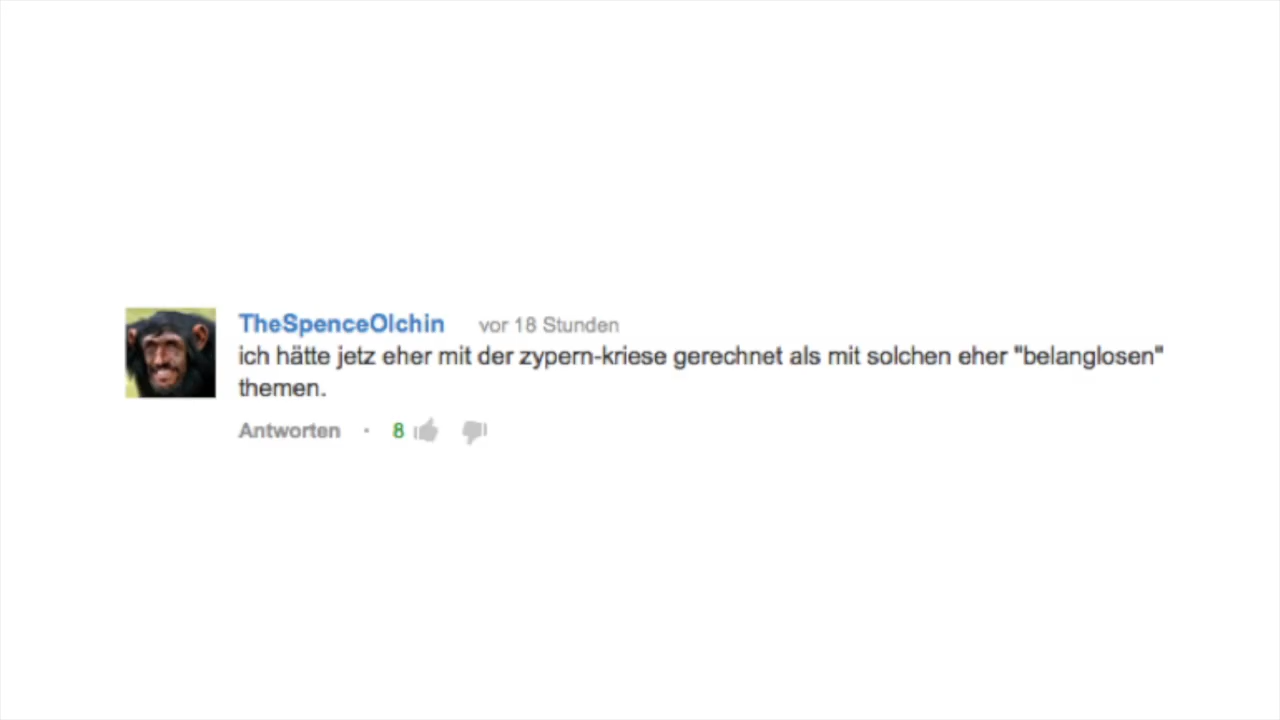 TheSpenceOlchin vor 18 Stunden
ich hätte jetz eher mit der zypern-kriese gerechnet als mit solchen eher "belanglosen"
themen.
Antworten · 8